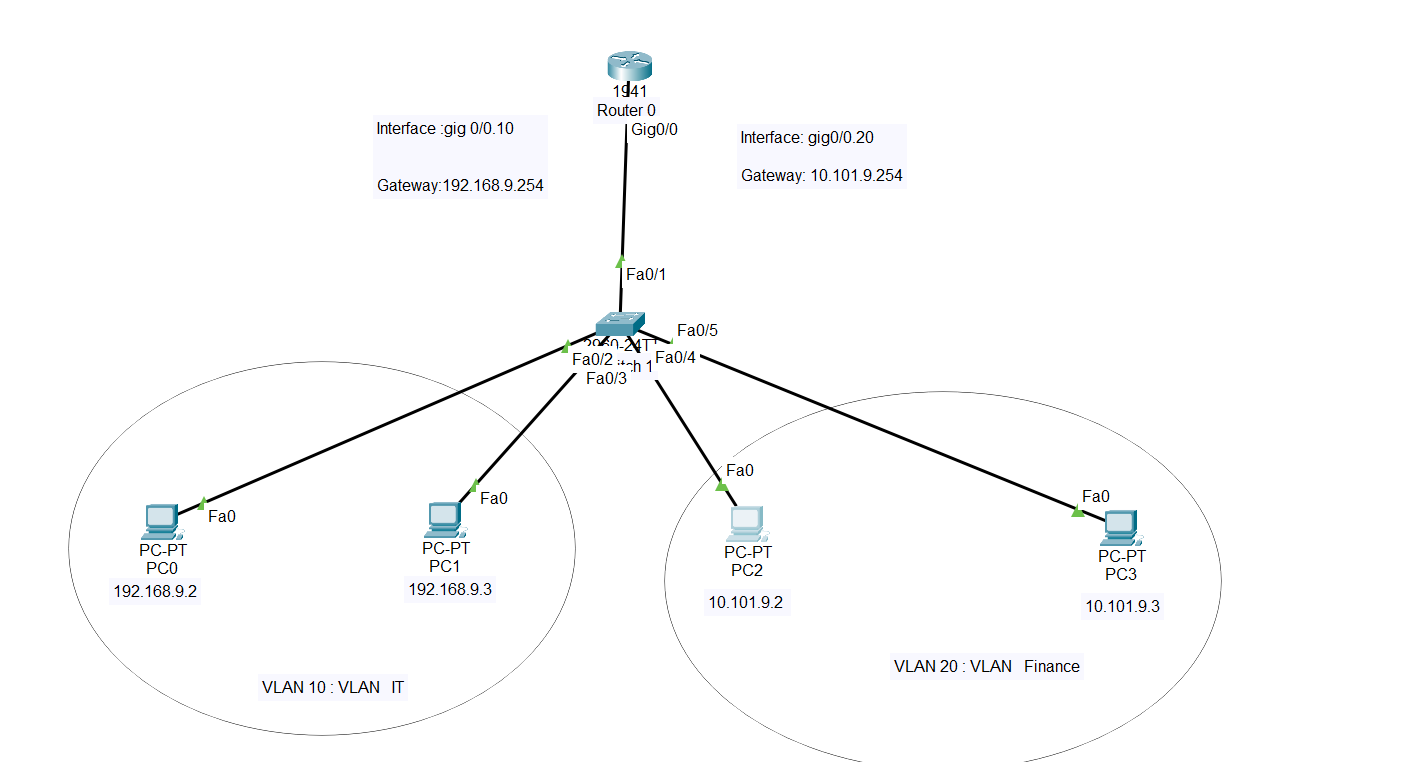 1941
Router 0
Gig0/0
Interface :gig 0/0.10
Gateway:192.168.9.254
Interface: gig0/0.20
Gateway: 10.101.9.254
Fa0/1
Fa0/5
Fa0/2
Fa0/4
Fa0/3
Fa0
PC-PT
PC0
192.168.9.2
Fa0
PC-PT
PC1
192.168.9.3
Fa0
PC-PT
PC2
10.101.9.2
Fa0
PC-PT
PC3
10.101.9.3
VLAN 10 : VLAN IT
VLAN 20 : VLAN Finance